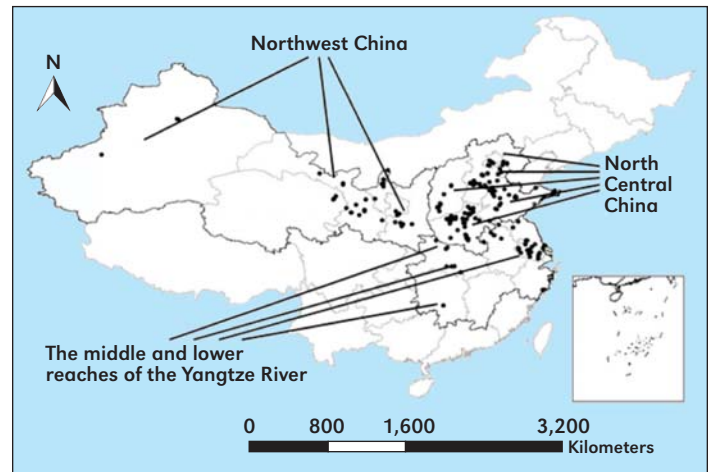 Northwest China
N
North
Central
China
The middle and lower
reaches of the Yangtze River
0 800 1,600 3,200
Kilometers